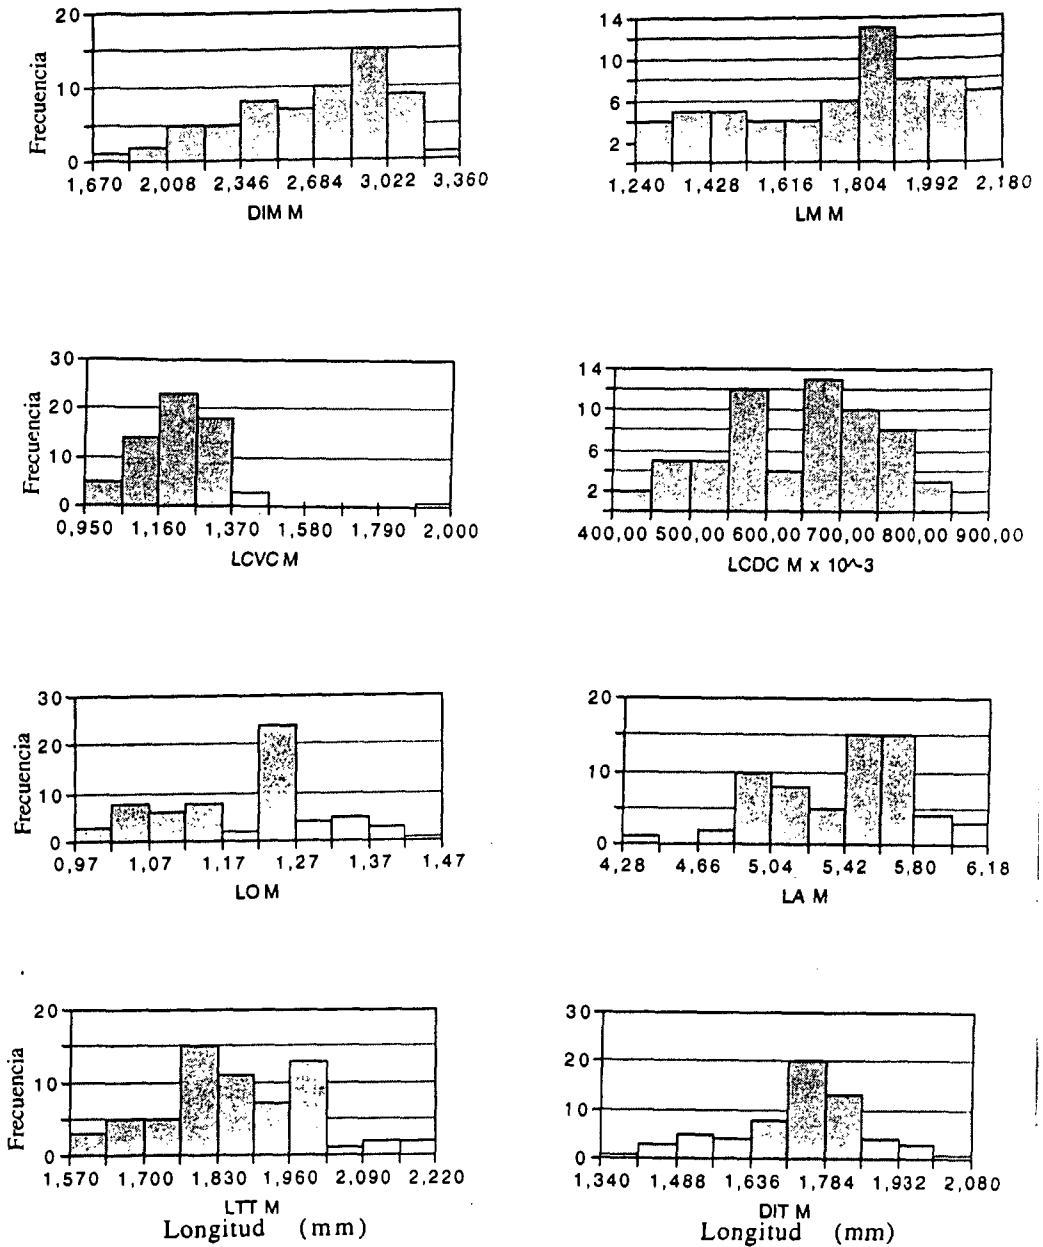 20
10
0
Frecuencia
1,670 2,008 2,346 2,684 3,022 3,360
DIM M
14
10
6
2
1,240 1,428 1,616 1,804 1,992 2,180
LM M
30
20
10
0
Frecuencia
0,950 1,160 1,370 1,580 1,790 2,000
LCVC M
14
10
6
2
400,00 500,00 600,00 700,00 800,00 900,00
LCDC M x 10^-3
30
20
10
0
Frecuencia
0,97 1,07 1,17 1,27 1,37 1,47
LO M
20
10
0
4,28 4,66 5,04 5,42 5,80 6,18
LA M
20
10
0
Frecuencia
1,570 1,700 1,830 1,960 2,090 2,220
LTT M
Longitud (mm)
30
20
10
0
1,340 1,488 1,636 1,784 1,932 2,080
DIT M
Longitud (mm)